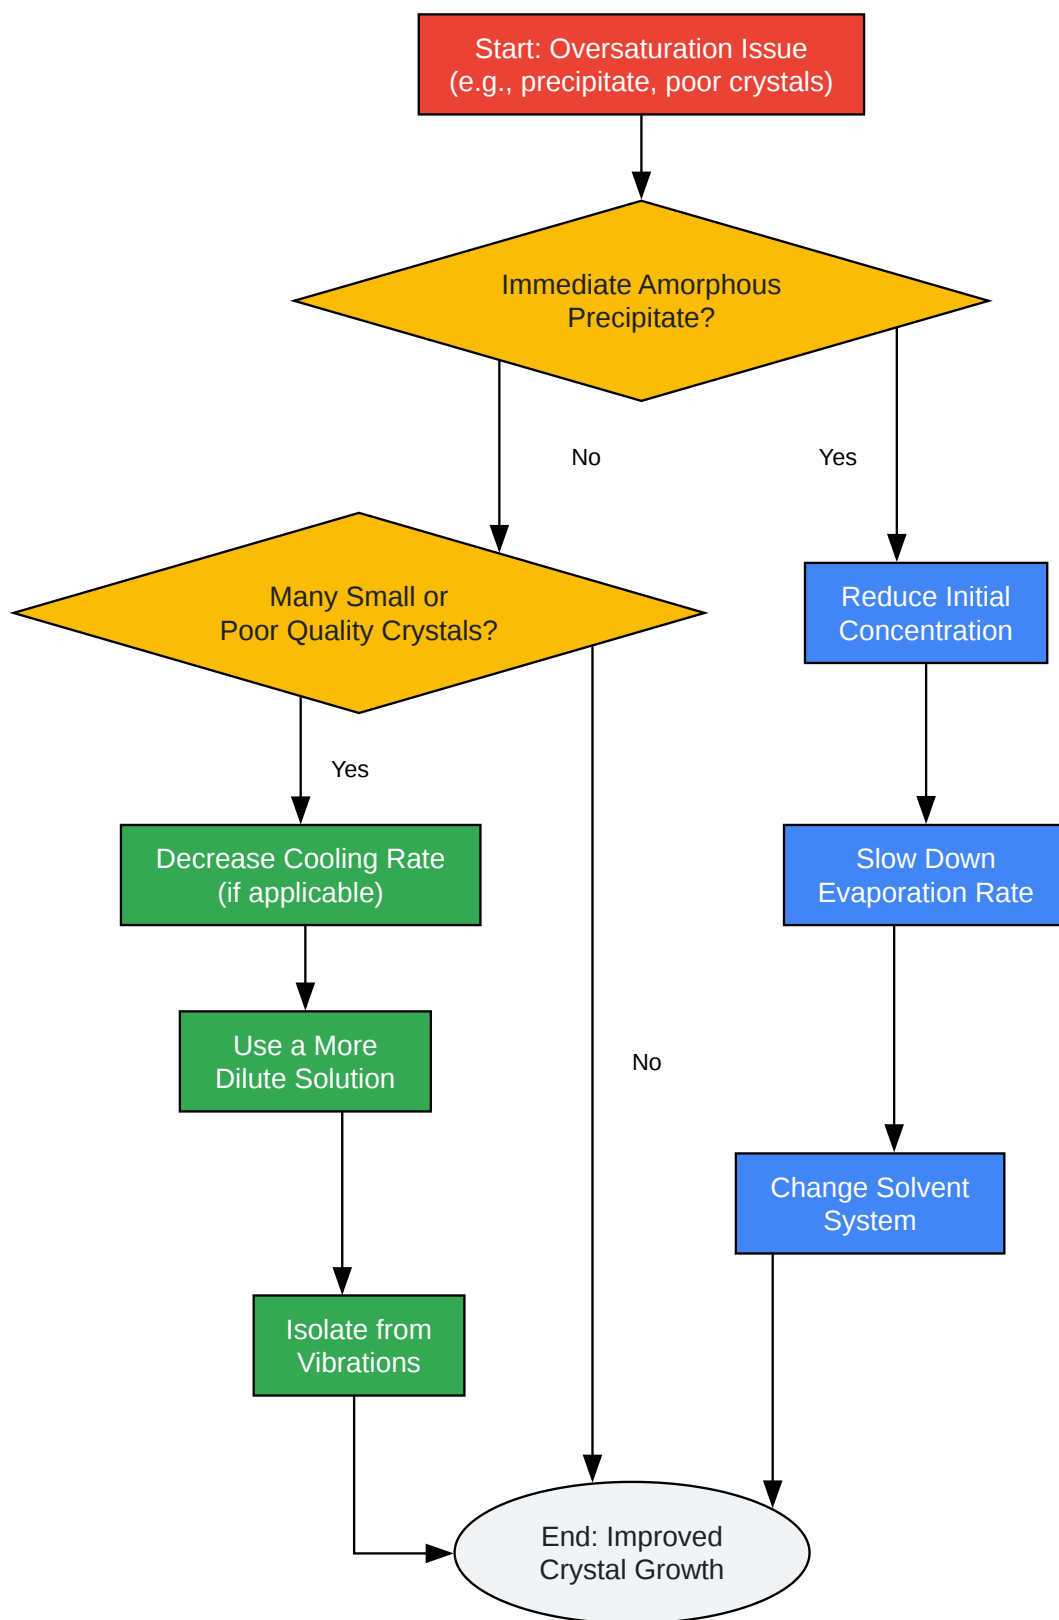 Start: Oversaturation Issue
(e.g., precipitate, poor crystals)
Immediate Amorphous
Precipitate?
No
Yes
Many Small or
Poor Quality Crystals?
Reduce Initial
Concentration
Yes
Decrease Cooling Rate
(if applicable)
Slow Down
Evaporation Rate
Use a More
Dilute Solution
No
Change Solvent
System
Isolate from
Vibrations
End: Improved
Crystal Growth